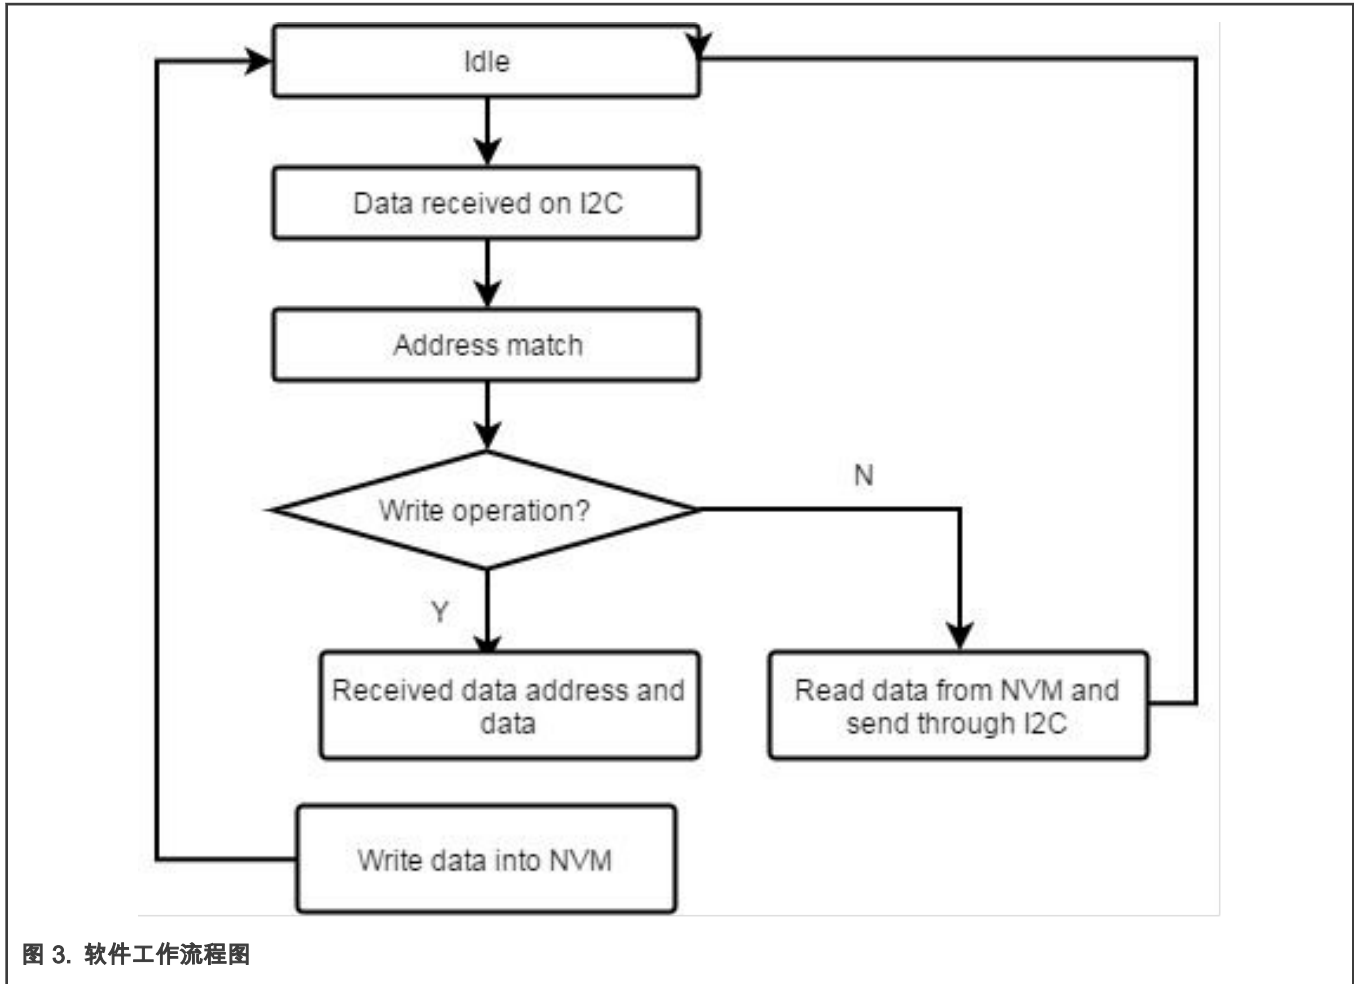 Idle
Data received on I2C
Address match
Write operation?
N
Y
Received data address and
data
Read data from NVM and
send through I2C
Write data into NVM
图 3. 软件工作流程图